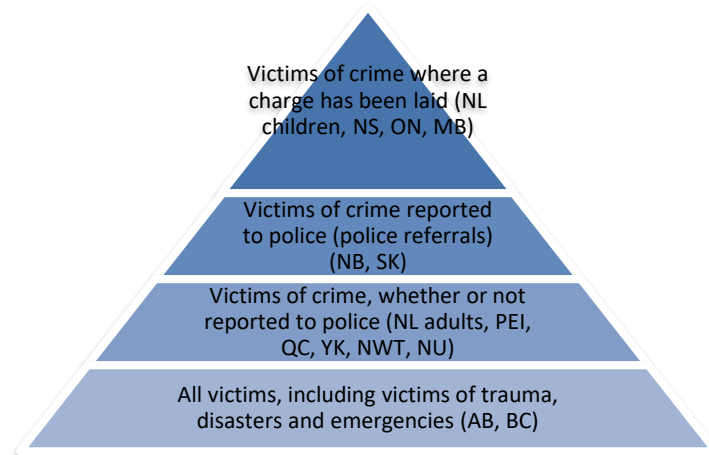 Victims of crime where a
charge has been laid (NL
children, NS, ON, MB)
Victims of crime reported
to police (police referrals)
(NB, SK)
Victims of crime, whether or not
reported to police (NL adults, PEI,
QC, YK, NWT, NU)
All victims, including victims of trauma,
disasters and emergencies (AB, BC)